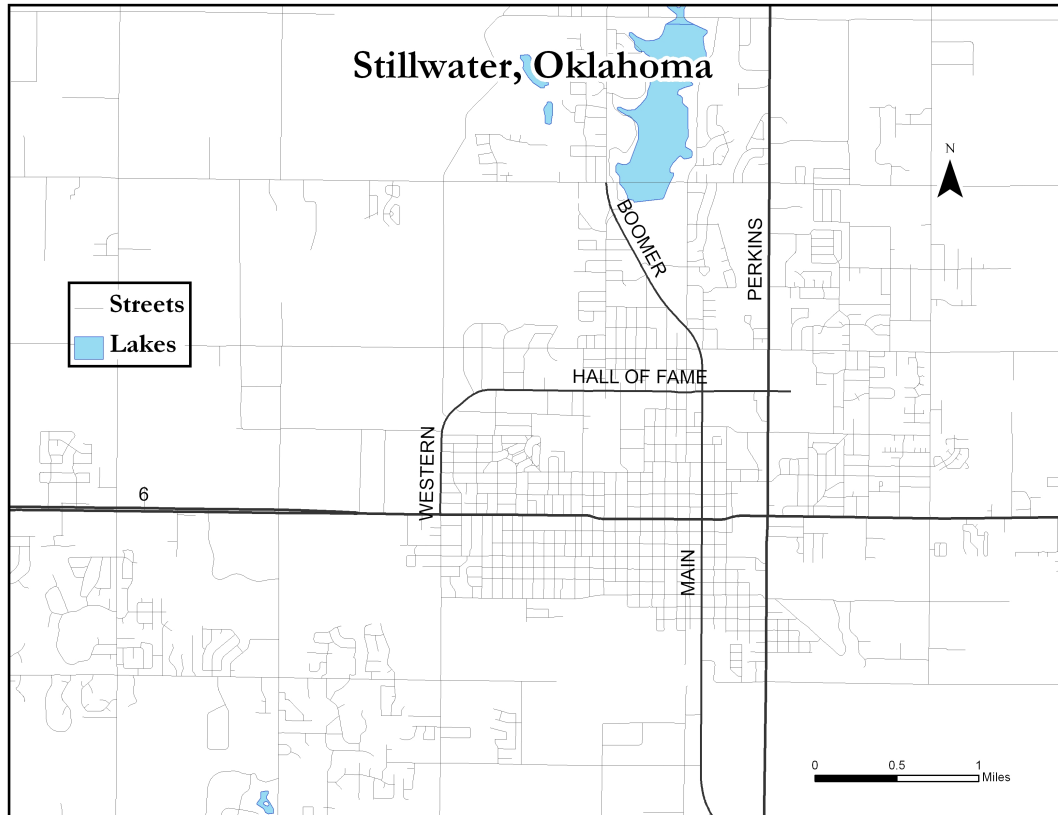 Stillwater, Oklahoma
N
BOOMER
PERKINS
Streets
Lakes
HALL OF FAME
WESTERN
6
MAIN
0 0.5 1
Miles